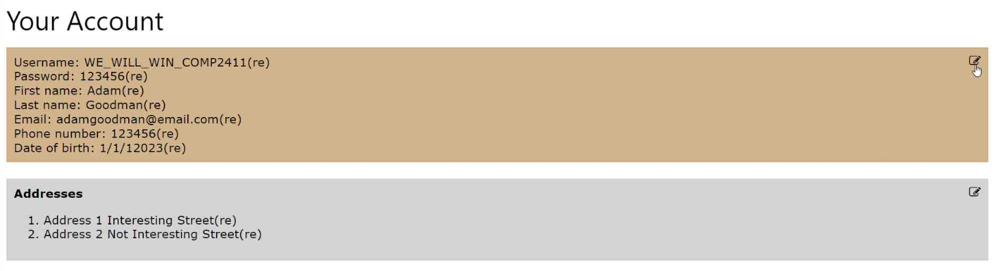 Your Account
Username: WE_WILL_WIN_COMP2411(re)
Password: 123456(re)
First name: Adam(re)
Last name: Goodman(re)
Email: adamgoodman@email.com(re)
Phone number: 123456(re)
Date of birth: 1/1/12023(re)
Addresses
1. Address 1 Interesting Street(re)
2. Address 2 Not Interesting Street(re)